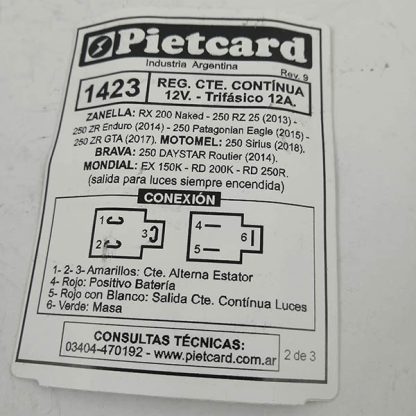 Pietcard
Industria Argentina
Rev. 9
1423
REG. CTE. CONTÍNUA
12V. - Trifásico 12A.
ZANELLA: RX 200 Naked - 250 RZ 25 (2013) -
250 ZR Enduro (2014) - 250 Patagonian Eagle (2015) -
250 ZR GTA (2017). MOTOMEL: 250 Sirius (2018).
BRAVA: 250 DAYSTAR Routier (2014).
MONDIAL: EX 150K - RD 200K - RD 250R.
(salida para luces siempre encendida)
CONEXIÓN
1
2
3
4
5
6
1- 2- 3- Amarillos: Cte. Alterna Estator
4- Rojo: Positivo Batería
5- Rojo con Blanco: Salida Cte. Contínua Luces
6- Verde: Masa
CONSULTAS TÉCNICAS:
03404-470192 - www.pietcard.com.ar
2 de 3